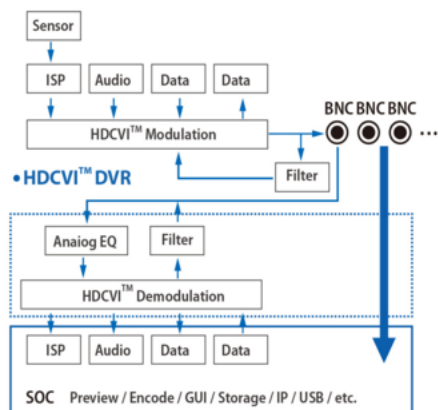 Sensor
ISP Audio Data Data
BNC BNC BNC
HDCVI™ Modulation
...
Filter
•HDCVI™ DVR
Anaiog EQ Filter
HDCVI™ Demodulation
ISP Audio Data Data
SOC Preview / Encode / GUI / Storage / IP / USB / etc.